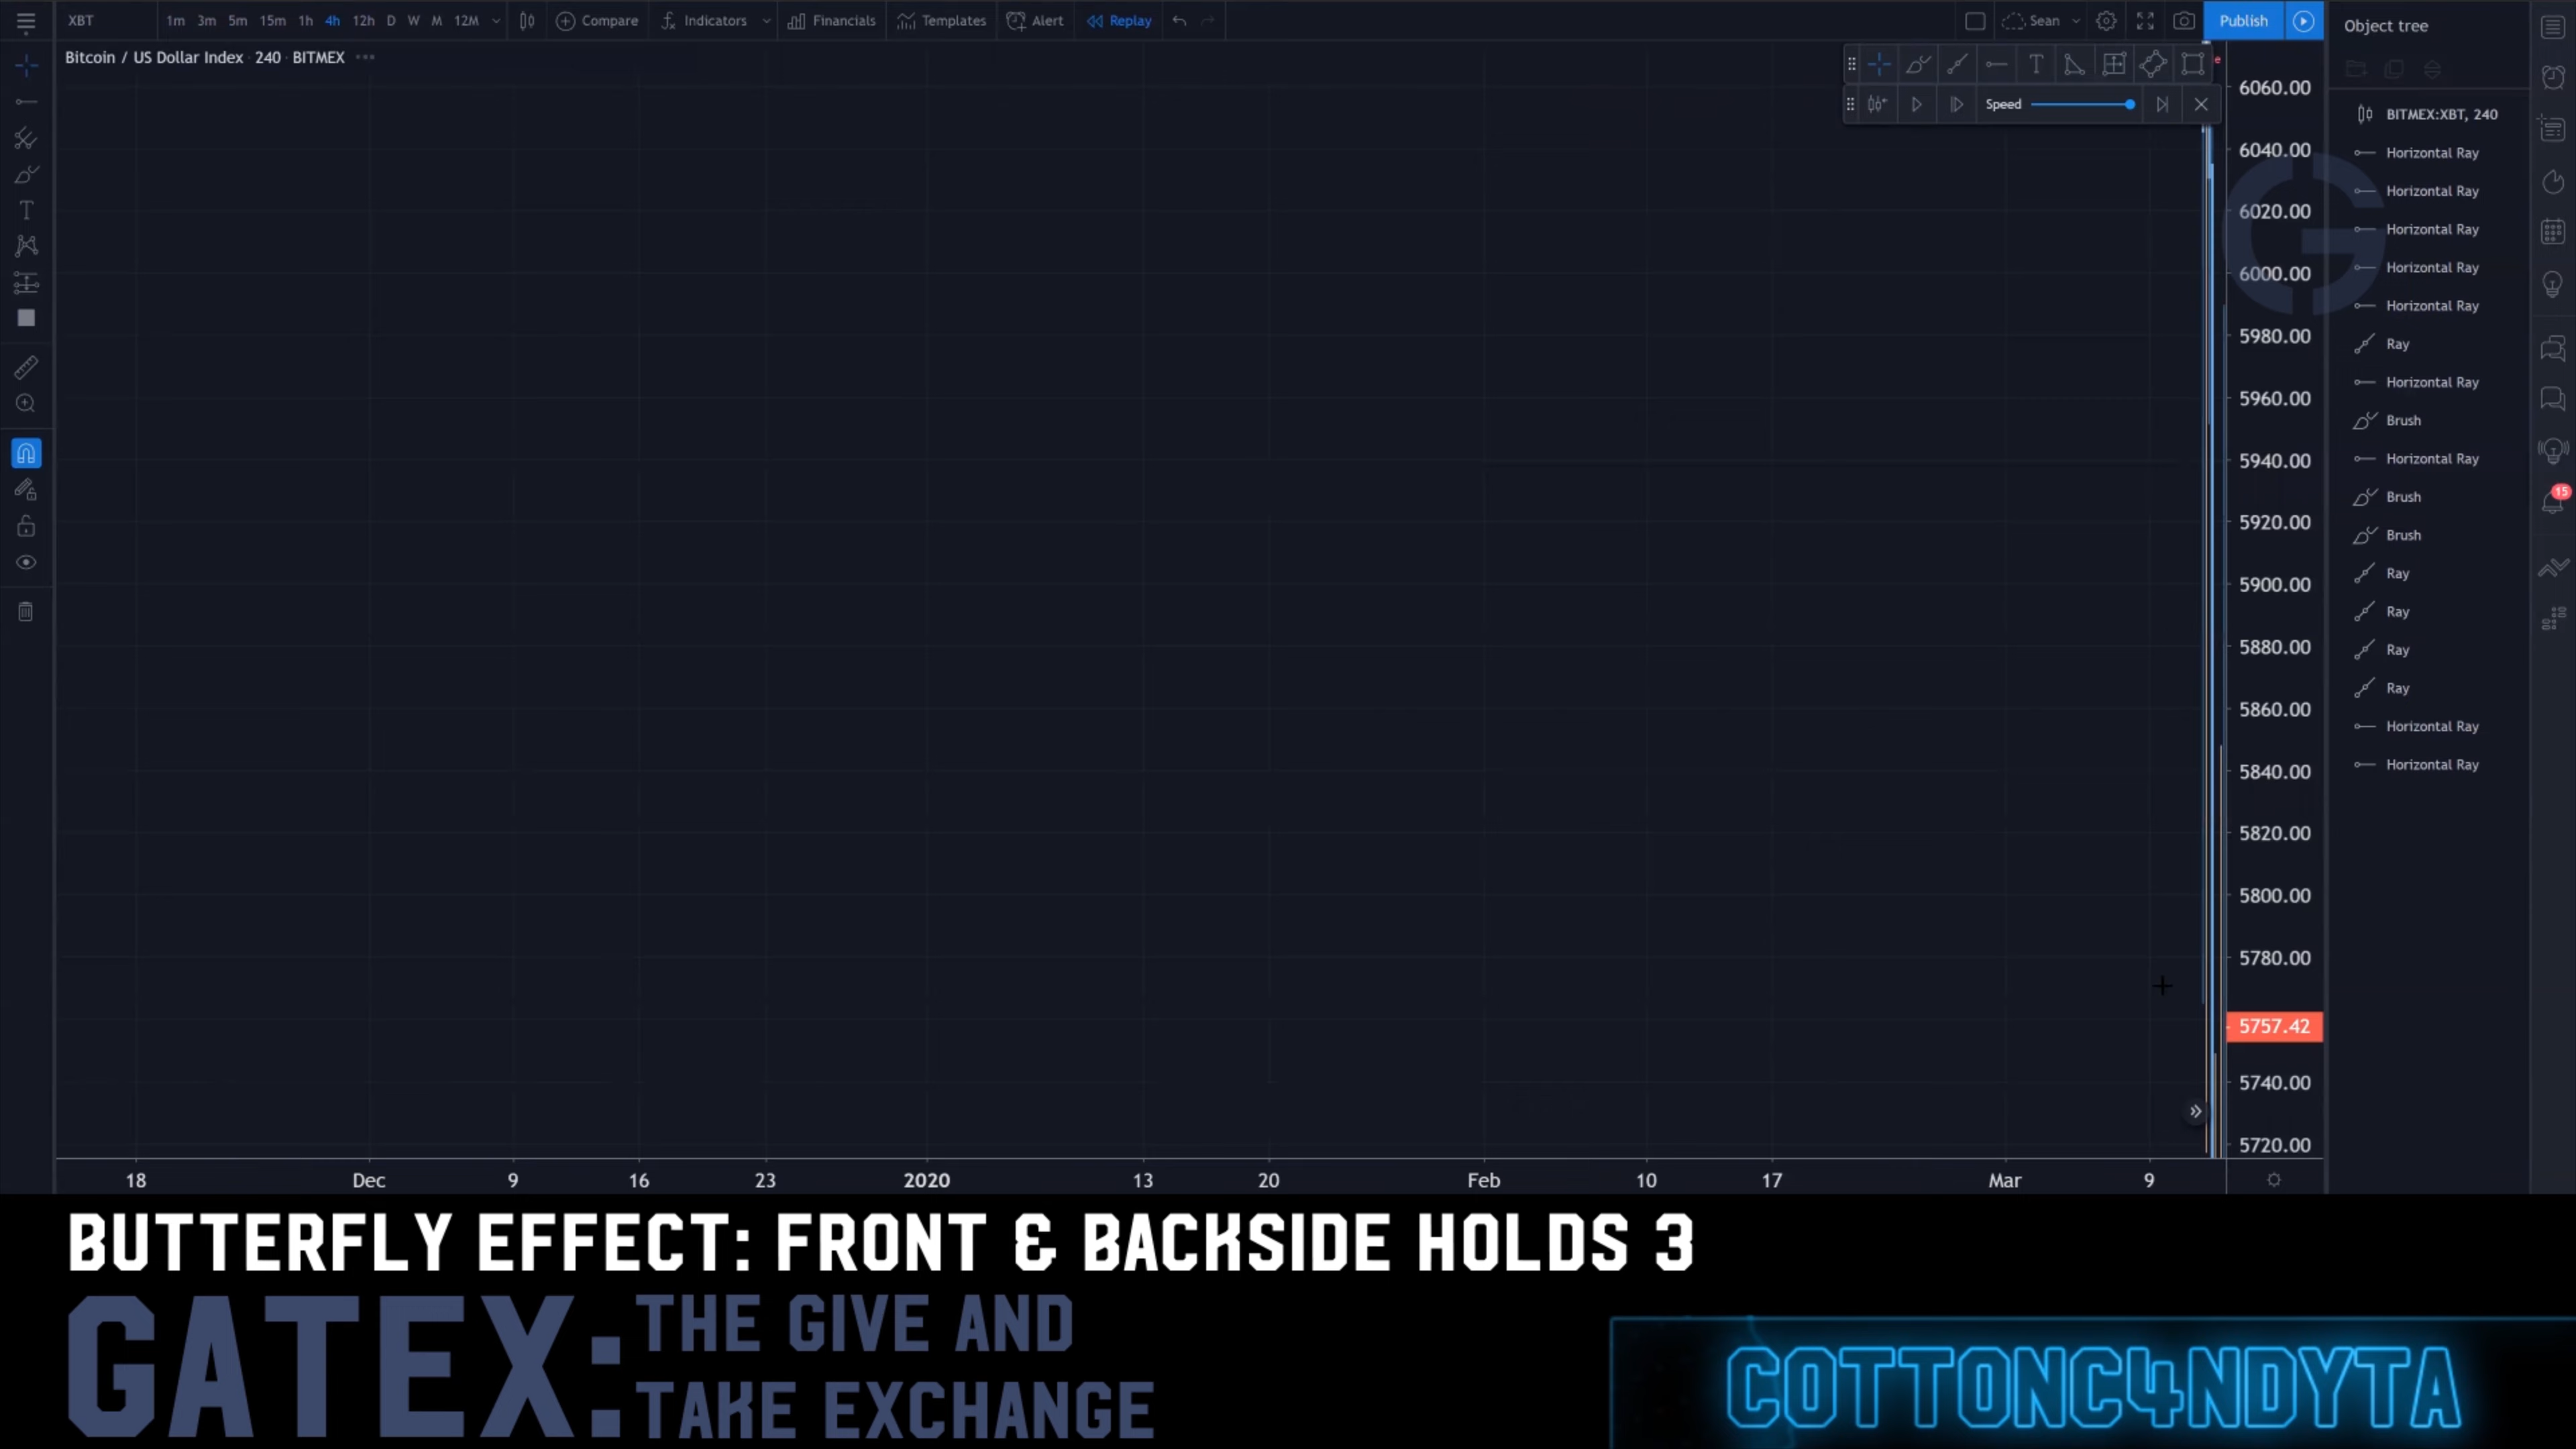 XBT 1m 3m 5m 15m 1h 4h 12h D W M 12M Compare Indicators Financials Templates Alert Replay Sean Publish
Object tree
Bitcoin / US Dollar Index · 240 · BITMEX
Speed
6060.00
6040.00
6020.00
6000.00
5980.00
5960.00
5940.00
5920.00
5900.00
5880.00
5860.00
5840.00
5820.00
5800.00
5780.00
5757.42
5740.00
5720.00
BITMEX:XBT, 240
Horizontal Ray
Horizontal Ray
Horizontal Ray
Horizontal Ray
Horizontal Ray
Ray
Horizontal Ray
Brush
Horizontal Ray
Brush
Brush
Ray
Ray
Ray
Ray
Horizontal Ray
Horizontal Ray
15
18 Dec 9 16 23 2020 13 20 Feb 10 17 Mar 9
BUTTERFLY EFFECT: FRONT & BACKSIDE HOLDS 3
GATEX: THE GIVE AND
TAKE EXCHANGE
COTTONC4NDYTA